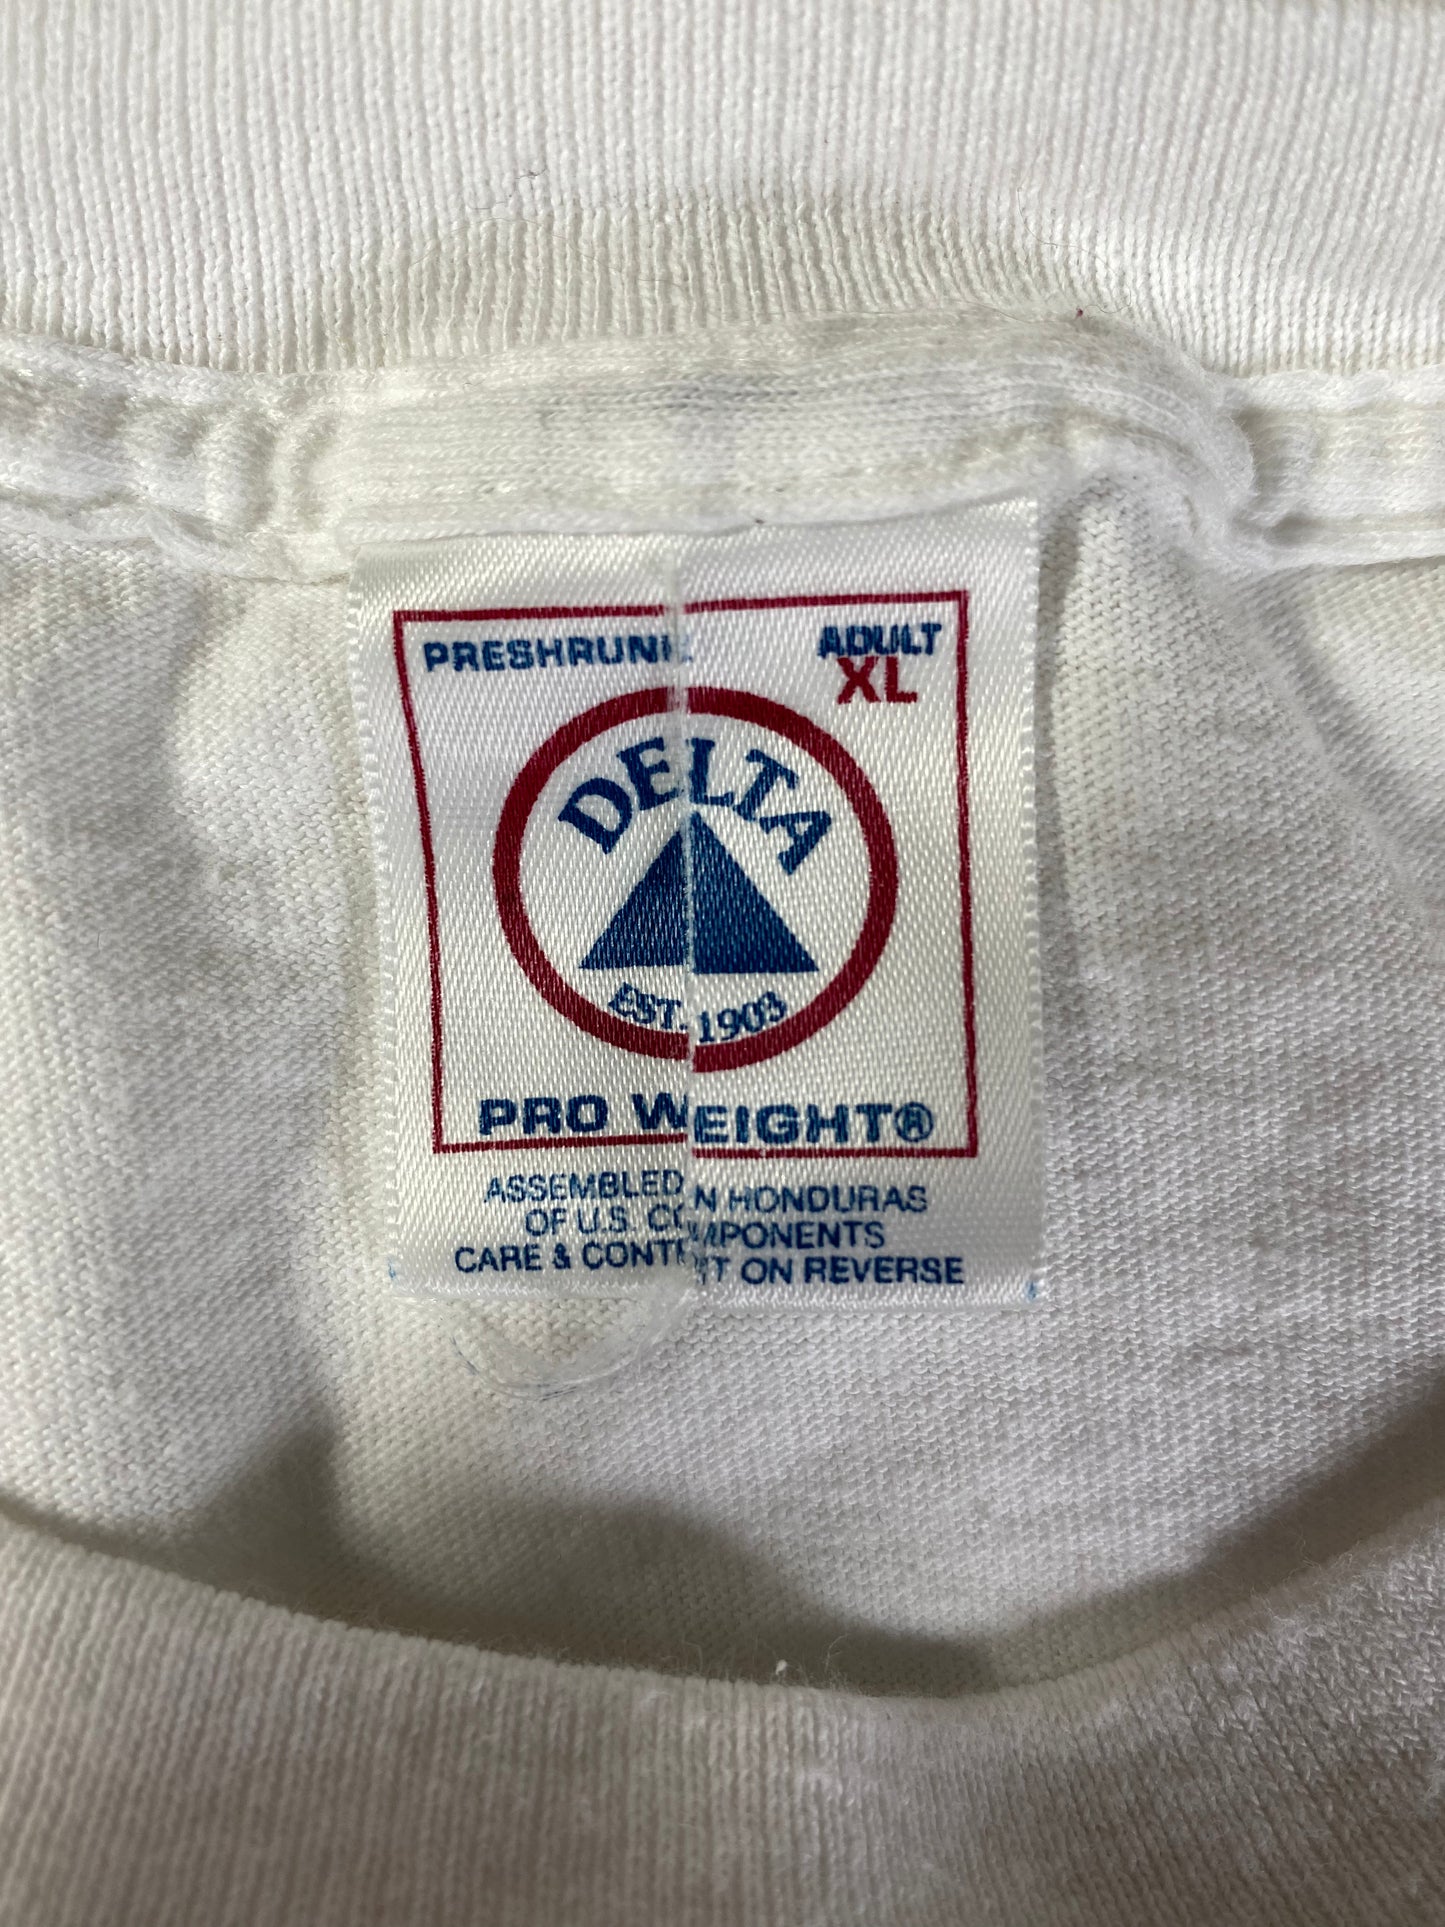 PRESHRUNK
ADULT
XL
DELTA
EST. 1903
PRO WEIGHT®
ASSEMBLED IN HONDURAS
OF U.S. COMPONENTS
CARE & CONTENT ON REVERSE